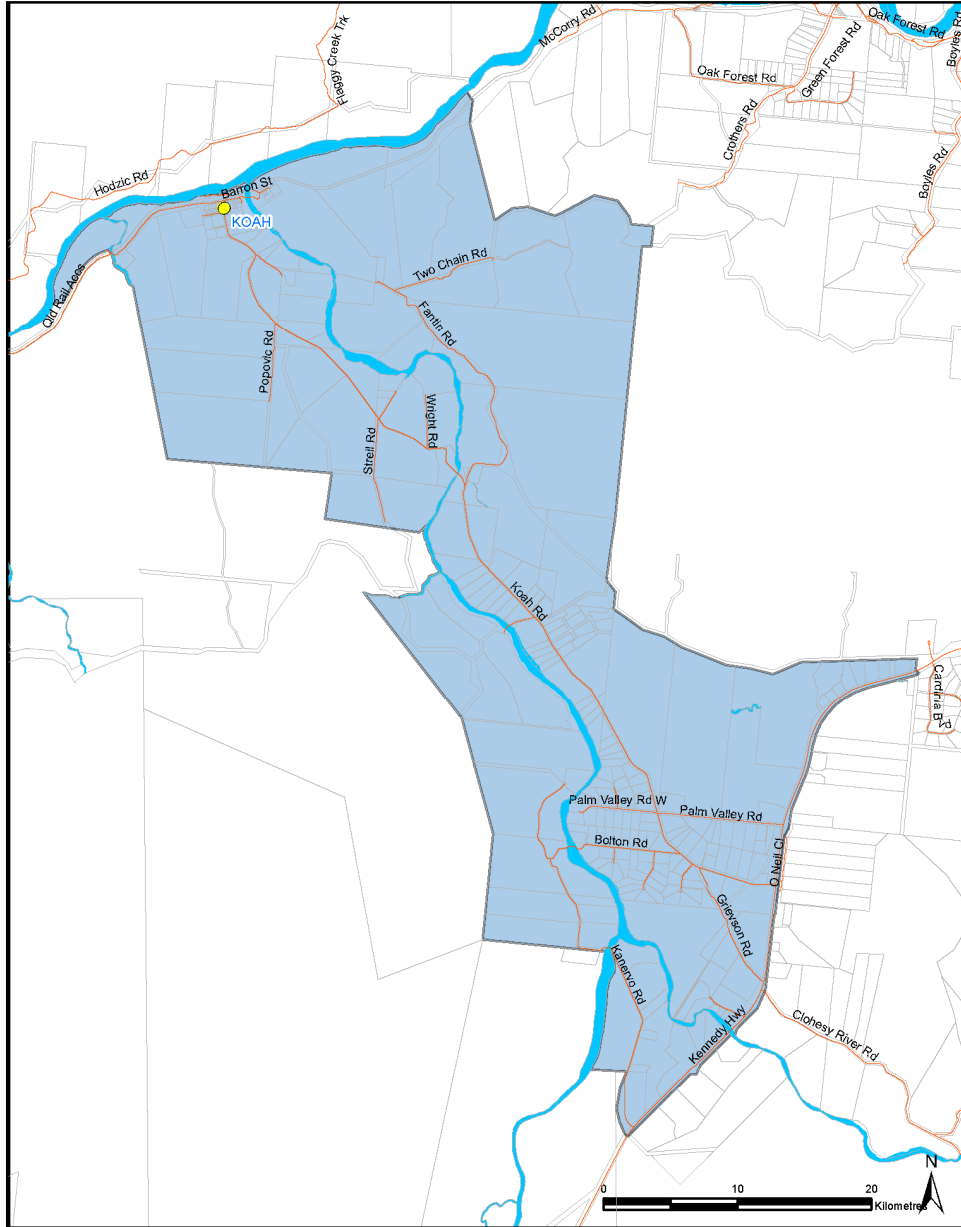 McCorry Rd
Oak Forest Rd
Boyles Rd
Flaggy Creek Trk
Oak Forest Rd
Green Forest Rd
Crothers Rd
Boyles Rd
Hodzic Rd
Barron St
KOAH
Qld Rail Accs
Two Chain Rd
Fantin Rd
Popovic Rd
Wright Rd
Streil Rd
Koah Rd
Cardinia B
Palm Valley Rd W
Palm Valley Rd
Bolton Rd
O Neil Cl
Grievson Rd
Kanervo Rd
Kennedy Hwy
Clohesy River Rd
N
0 10 20
Kilometres